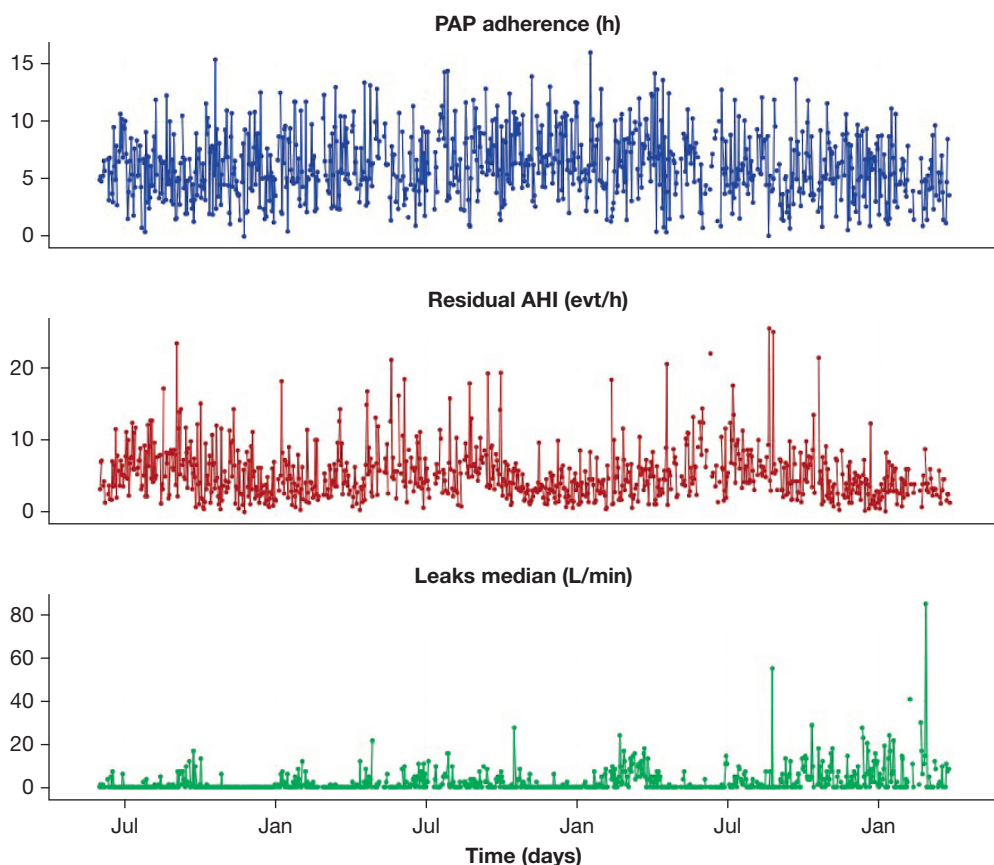 PAP adherence (h)
15
10
5
0
Residual AHI (evt/h)
20
10
0
Leaks median (L/min)
80
60
40
20
0
Jul Jan Jul Jan Jul Jan
Time (days)